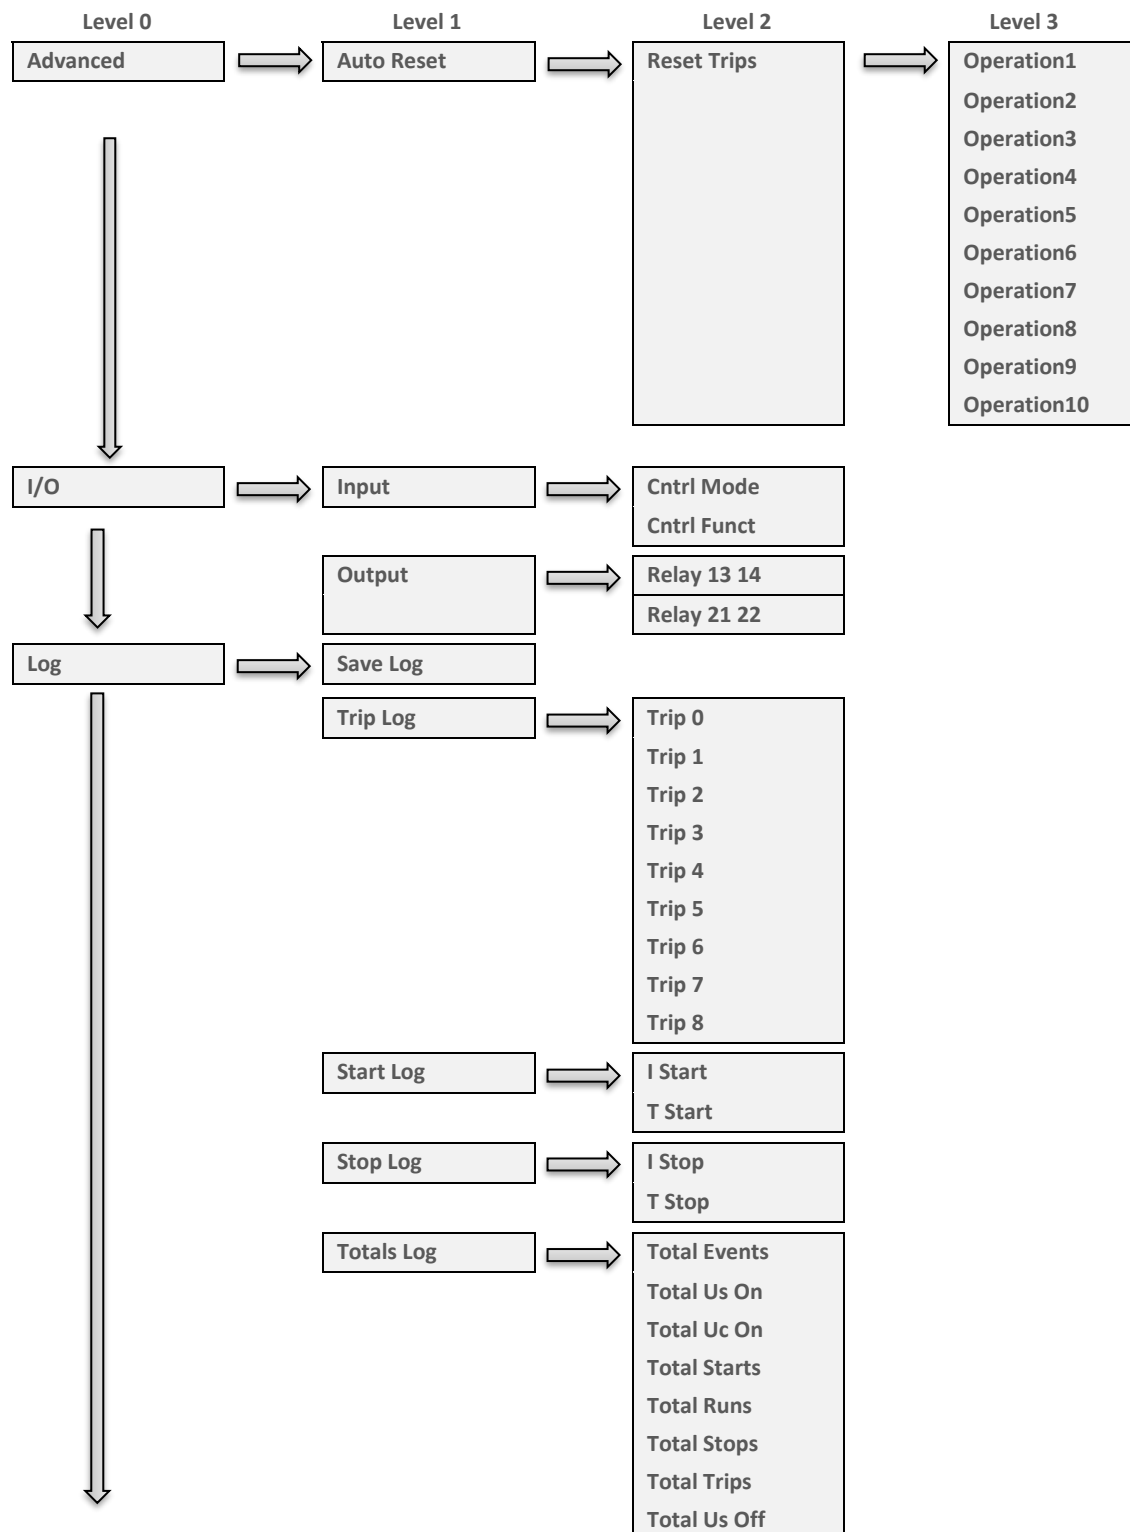 Level 0 Level 1 Level 2 Level 3
Advanced Auto Reset Reset Trips Operation1
Operation2
Operation3
Operation4
Operation5
Operation6
Operation7
Operation8
Operation9
Operation10
I/O Input Cntrl Mode
Cntrl Funct
Output Relay 13 14
Relay 21 22
Log Save Log
Trip Log Trip 0
Trip 1
Trip 2
Trip 3
Trip 4
Trip 5
Trip 6
Trip 7
Trip 8
Start Log I Start
T Start
Stop Log I Stop
T Stop
Totals Log Total Events
Total Us On
Total Uc On
Total Starts
Total Runs
Total Stops
Total Trips
Total Us Off